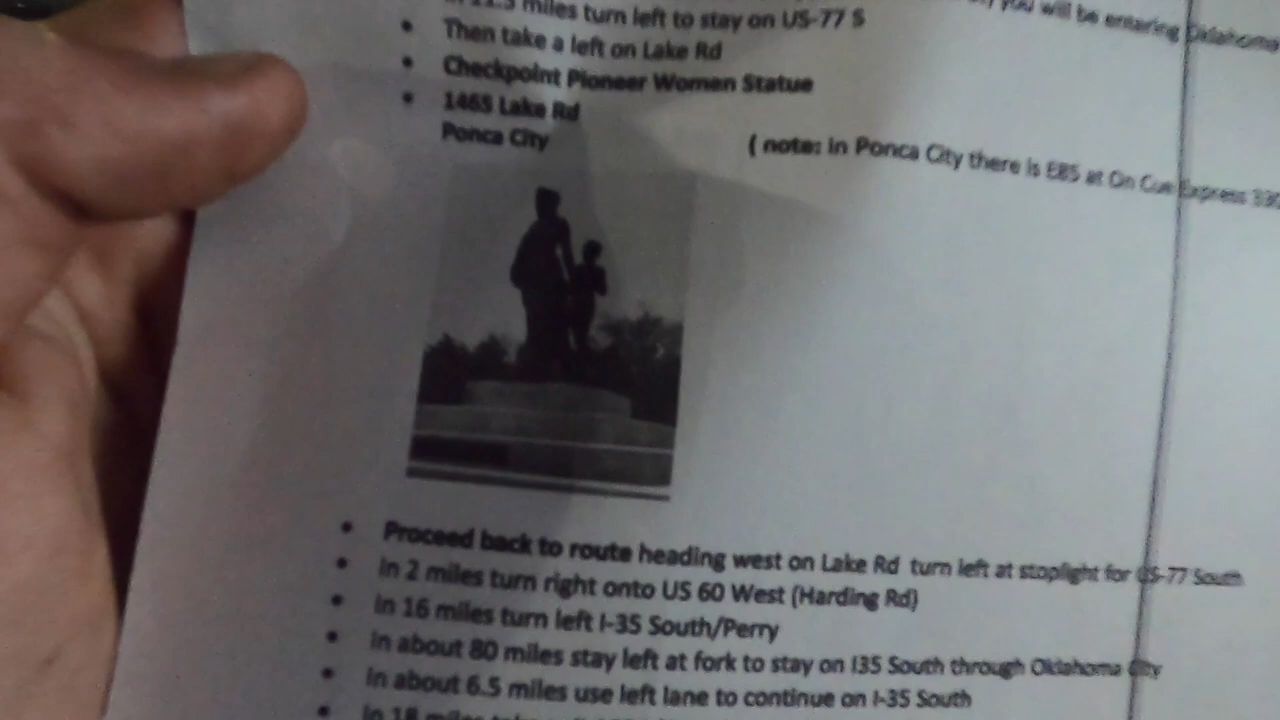 miles turn left to stay on US-77 S
you will be entering Oklahoma
• Then take a left on Lake Rd
• Checkpoint Pioneer Women Statue
• 1465 Lake Rd
Ponca City
( note: in Ponca City there is E85 at On Cue Express
• Proceed back to route heading west on Lake Rd turn left at stoplight for US-77 South
• in 2 miles turn right onto US 60 West (Harding Rd)
• in 16 miles turn left I-35 South/Perry
• in about 80 miles stay left at fork to stay on I35 South through Oklahoma City
• in about 6.5 miles use left lane to continue on I-35 South
• in 18 miles